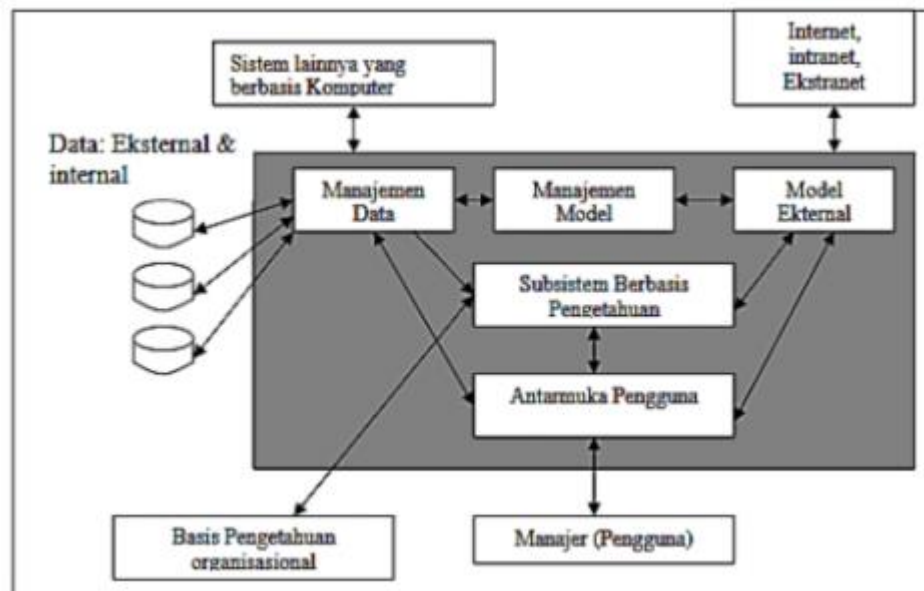 Sistem lainnya yang
berbasis Komputer
Internet,
intranet,
Ekstranet
Data: Eksternal &
internal
Manajemen
Data
Manajemen
Model
Model
Ekternal
Subsistem Berbasis
Pengetahuan
Antarmuka Pengguna
Basis Pengetahuan
organisasional
Manajer (Pengguna)